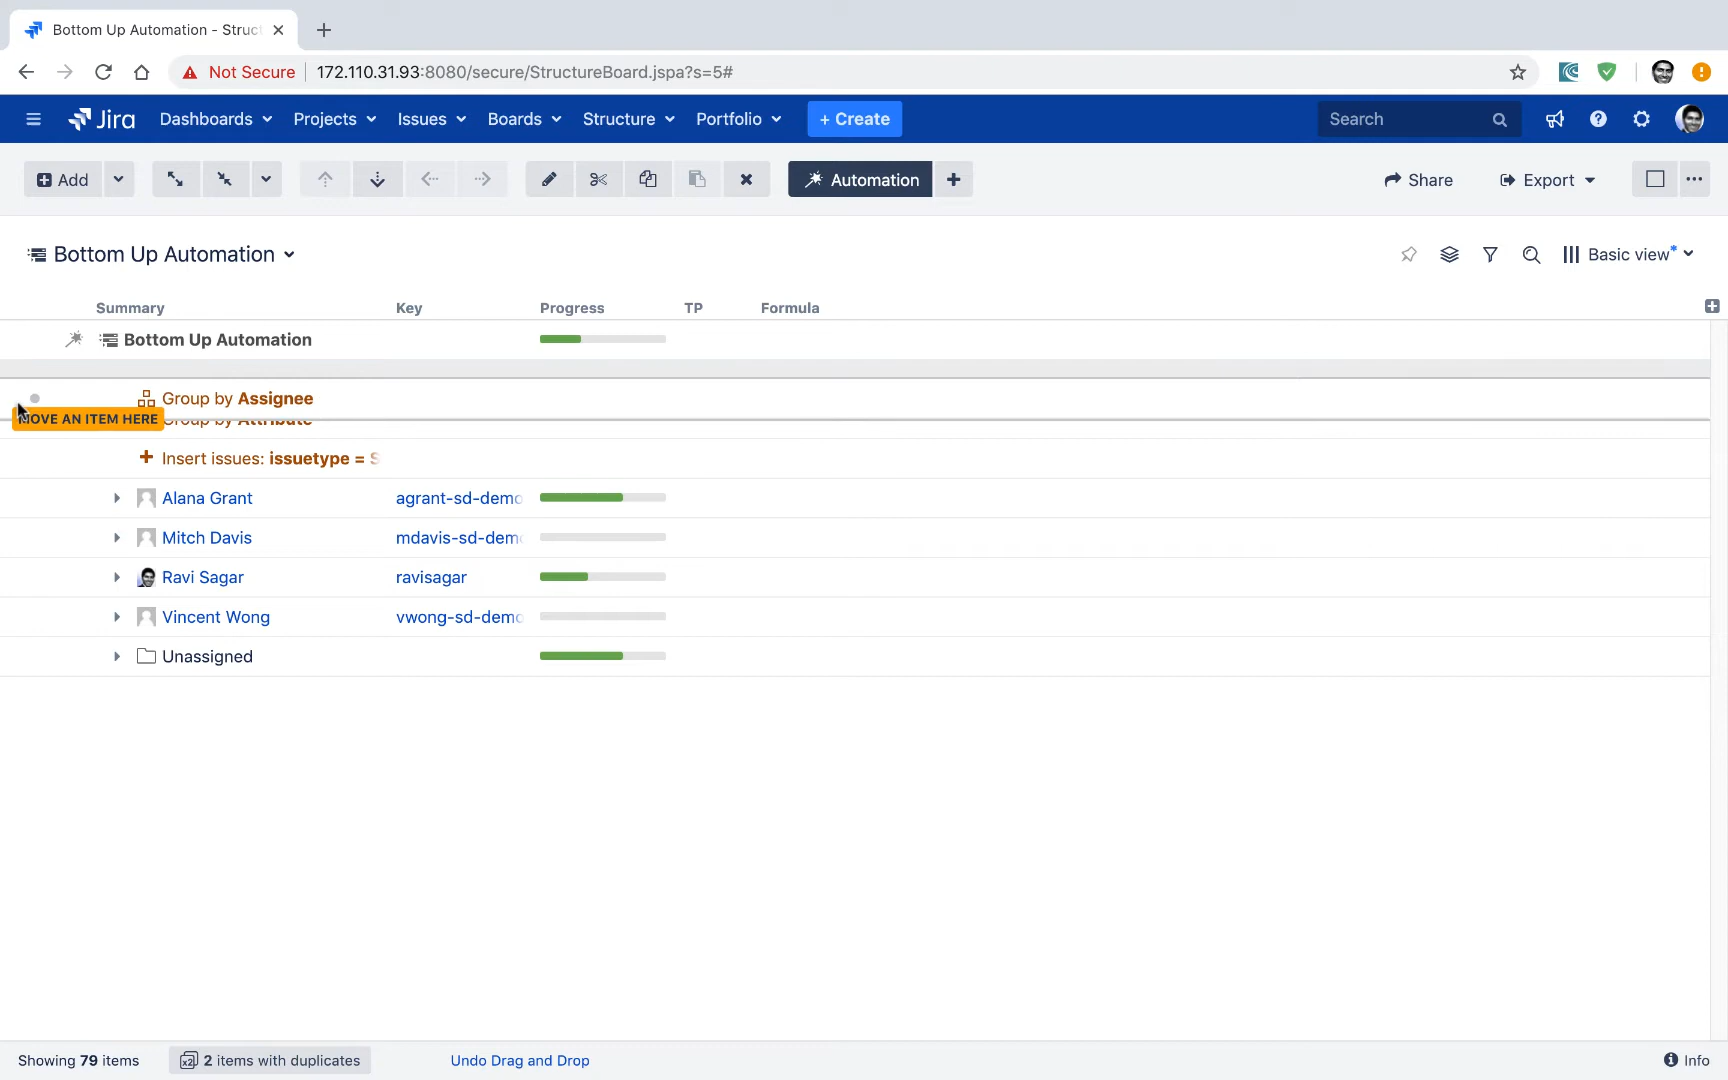 Bottom Up Automation - Struc
Not Secure 172.110.31.93:8080/secure/StructureBoard.jspa?s=5#
Jira Dashboards Projects Issues Boards Structure Portfolio + Create Search
Add Automation Share Export
Bottom Up Automation Basic view*
Summary Key Progress TP Formula
Bottom Up Automation
Group by Assignee
MOVE AN ITEM HERE
Group by Attribute
Insert issues: issuetype = S
Alana Grant agrant-sd-demo
Mitch Davis mdavis-sd-demo
Ravi Sagar ravisagar
Vincent Wong vwong-sd-demo
Unassigned
Showing 79 items x2 2 items with duplicates Undo Drag and Drop Info